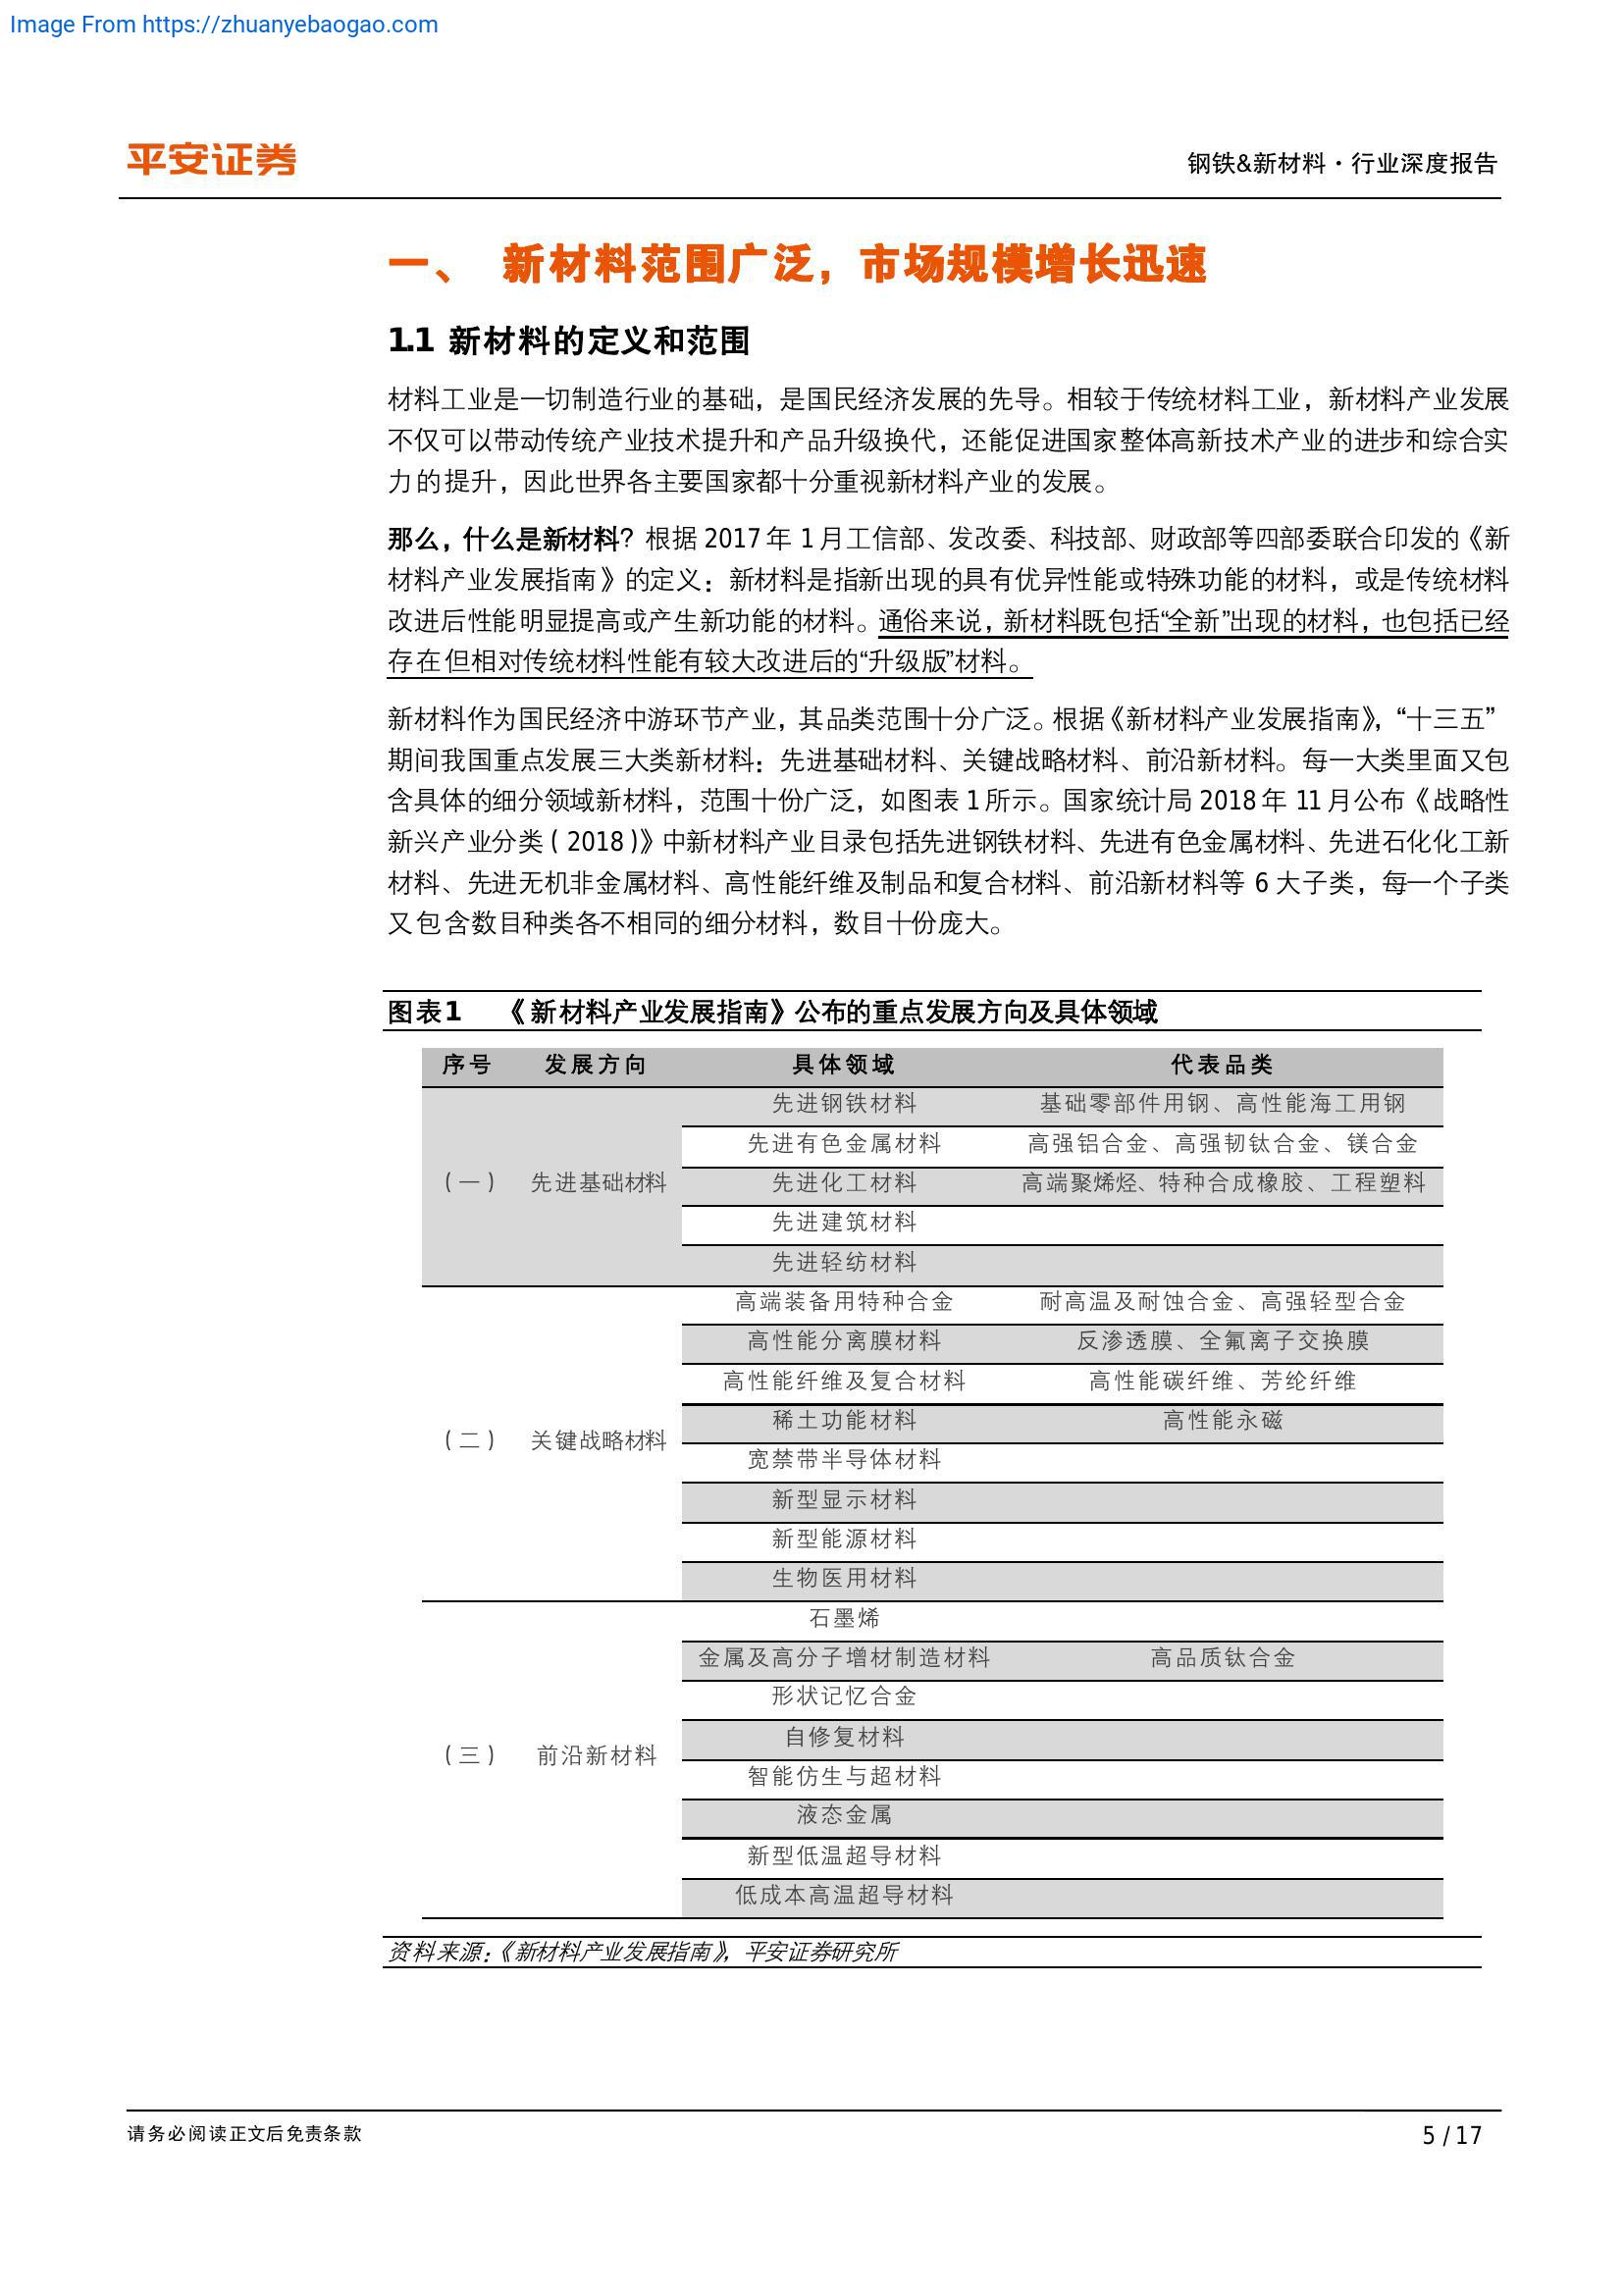 Image From https://zhuanyebaogao.com
平安证券
钢铁&新材料·行业深度报告
一、 新材料范围广泛，市场规模增长迅速
1.1 新材料的定义和范围
材料工业是一切制造行业的基础，是国民经济发展的先导。相较于传统材料工业，新材料产业发展
不仅可以带动传统产业技术提升和产品升级换代，还能促进国家整体高新技术产业的进步和综合实
力的提升，因此世界各主要国家都十分重视新材料产业的发展。
那么，什么是新材料？根据 2017 年 1 月工信部、发改委、科技部、财政部等四部委联合印发的《新
材料产业发展指南》的定义：新材料是指新出现的具有优异性能或特殊功能的材料，或是传统材料
改进后性能明显提高或产生新功能的材料。通俗来说，新材料既包括“全新”出现的材料，也包括已经
存在但相对传统材料性能有较大改进后的“升级版”材料。
新材料作为国民经济中游环节产业，其品类范围十分广泛。根据《新材料产业发展指南》，“十三五”
期间我国重点发展三大类新材料：先进基础材料、关键战略材料、前沿新材料。每一大类里面又包
含具体的细分领域新材料，范围十份广泛，如图表 1 所示。国家统计局 2018 年 11 月公布《战略性
新兴产业分类（2018）》中新材料产业目录包括先进钢铁材料、先进有色金属材料、先进石化化工新
材料、先进无机非金属材料、高性能纤维及制品和复合材料、前沿新材料等 6 大子类，每一个子类
又包含数目种类各不相同的细分材料，数目十份庞大。
图表1 《新材料产业发展指南》公布的重点发展方向及具体领域
序号 发展方向 具体领域 代表品类
先进钢铁材料 基础零部件用钢、高性能海工用钢
先进有色金属材料 高强铝合金、高强韧钛合金、镁合金
（一） 先进基础材料 先进化工材料 高端聚烯烃、特种合成橡胶、工程塑料
先进建筑材料
先进轻纺材料
高端装备用特种合金 耐高温及耐蚀合金、高强轻型合金
高性能分离膜材料 反渗透膜、全氟离子交换膜
高性能纤维及复合材料 高性能碳纤维、芳纶纤维
稀土功能材料 高性能永磁
（二） 关键战略材料
宽禁带半导体材料
新型显示材料
新型能源材料
生物医用材料
石墨烯
金属及高分子增材制造材料 高品质钛合金
形状记忆合金
自修复材料
（三） 前沿新材料
智能仿生与超材料
液态金属
新型低温超导材料
低成本高温超导材料
资料来源：《新材料产业发展指南》，平安证券研究所
请务必阅读正文后免责条款
5 / 17